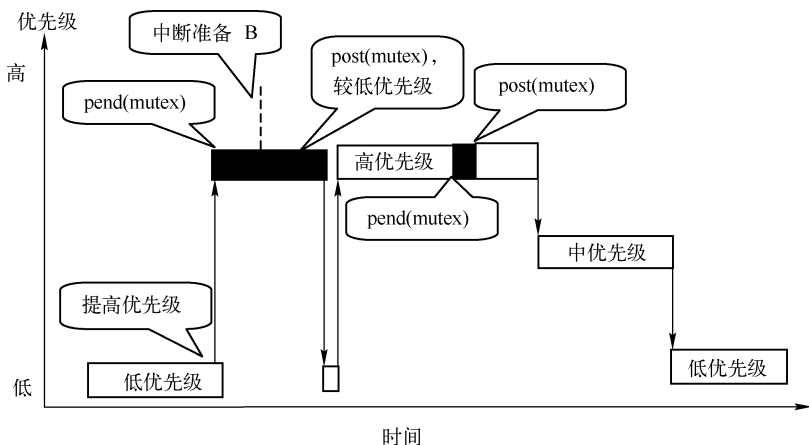 优先级
高
中断准备 B
post(mutex),
较低优先级
pend(mutex)
post(mutex)
高优先级
pend(mutex)
中优先级
提高优先级
低优先级
低优先级
低
时间